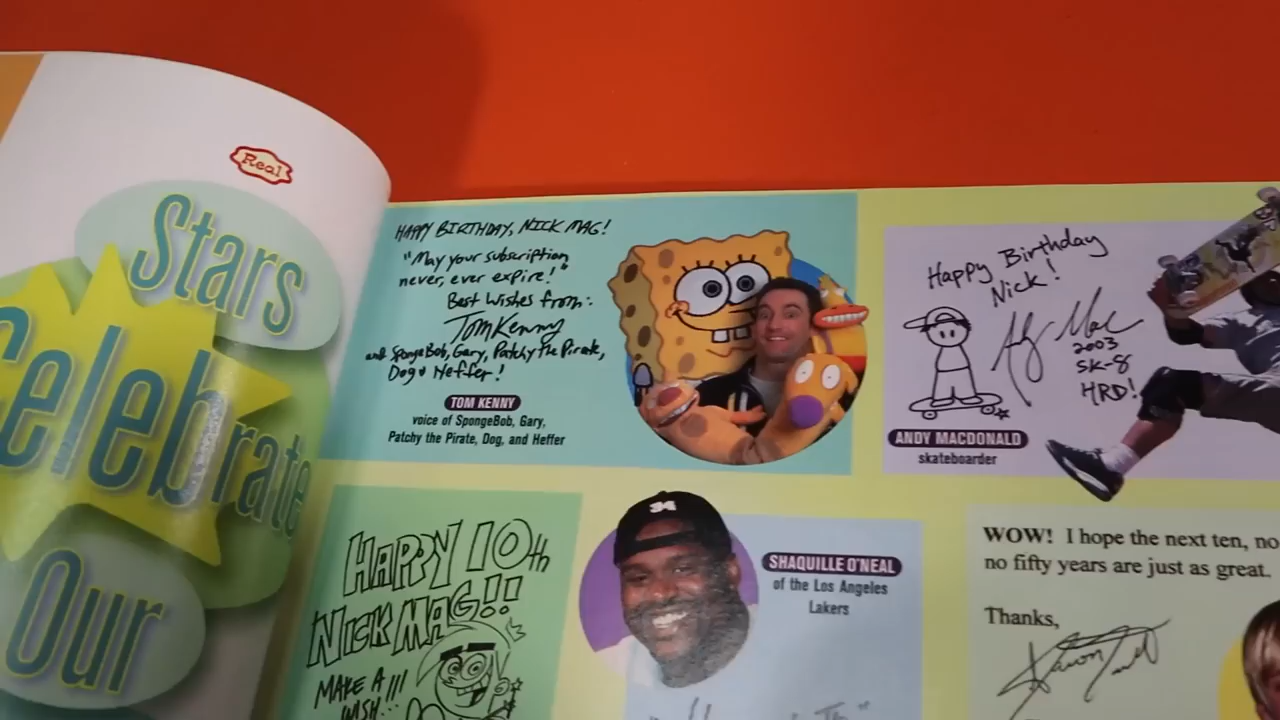 Real
Stars
Celebrate
Our
HAPPY BIRTHDAY, NICK MAG!
"May your subscription
never, ever expire!"
Best Wishes from:
Tom Kenny
and SpongeBob, Gary, Patchy the Pirate,
Dog & Heffer!
TOM KENNY
voice of SpongeBob, Gary,
Patchy the Pirate, Dog, and Heffer
Happy Birthday
Nick!
Andy Mac
2003
SK-8
HRD!
ANDY MACDONALD
skateboarder
HAPPY 10th
NICK MAG!!
MAKE A
WISH...!!!
SHAQUILLE O'NEAL
of the Los Angeles
Lakers
WOW! I hope the next ten, no
no fifty years are just as great.
Thanks,